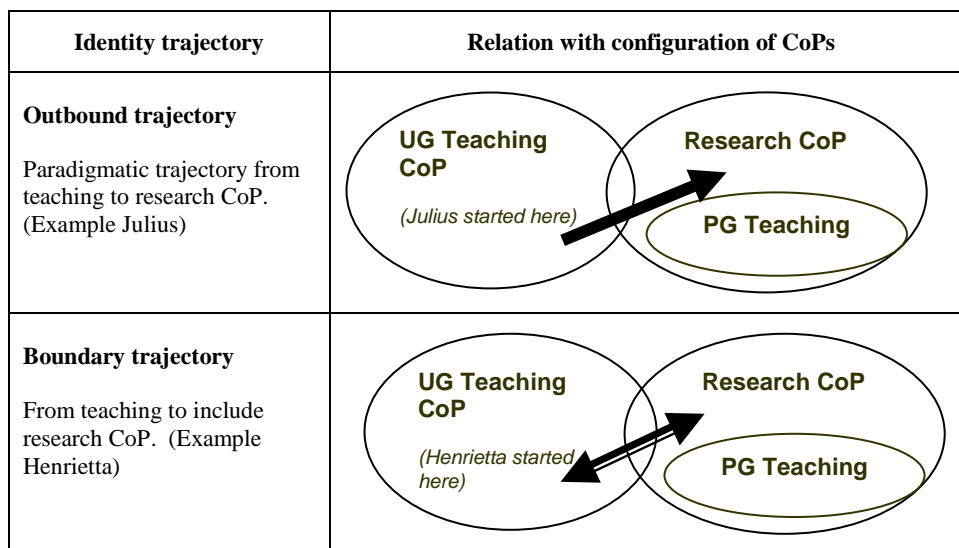 Identity trajectory
Relation with configuration of CoPs
Outbound trajectory
Paradigmatic trajectory from
teaching to research CoP.
(Example Julius)
UG Teaching
CoP
(Julius started here)
Research CoP
PG Teaching
Boundary trajectory
From teaching to include
research CoP.  (Example
Henrietta)
UG Teaching
CoP
(Henrietta started
here)
Research CoP
PG Teaching